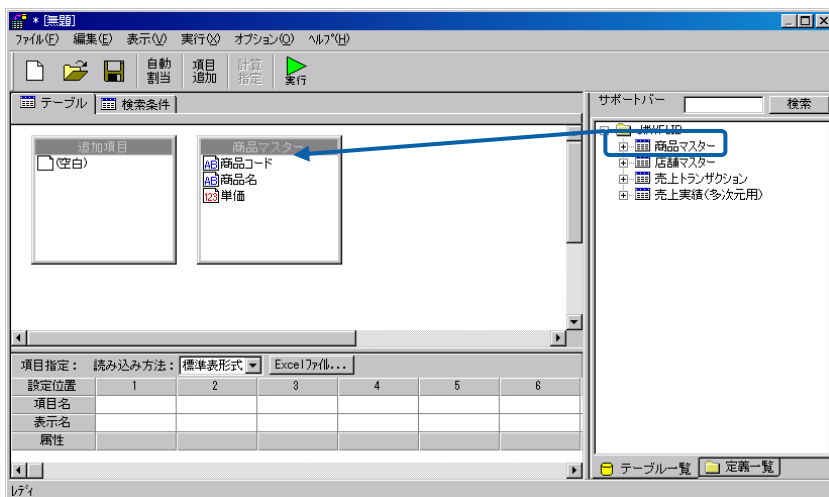 * [無題]
ファイル(F) 編集(E) 表示(V) 実行(X) オプション(O) ヘルプ(H)
自動割当 項目追加 計算指定 実行
テーブル 検索条件
サポートバー 検索
追加項目
(空白)
商品マスター
AB 商品コード
AB 商品名
123 単価
商品マスター
店舗マスター
売上トランザクション
売上実績(多次元用)
項目指定: 読み込み方法: 標準表形式 Excelファイル...
設定位置 1 2 3 4 5 6
項目名
表示名
属性
テーブル一覧 定義一覧
レディ